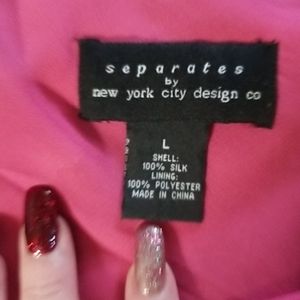 separates
by
new york city design co
L
SHELL:
100% SILK
LINING:
100% POLYESTER
MADE IN CHINA